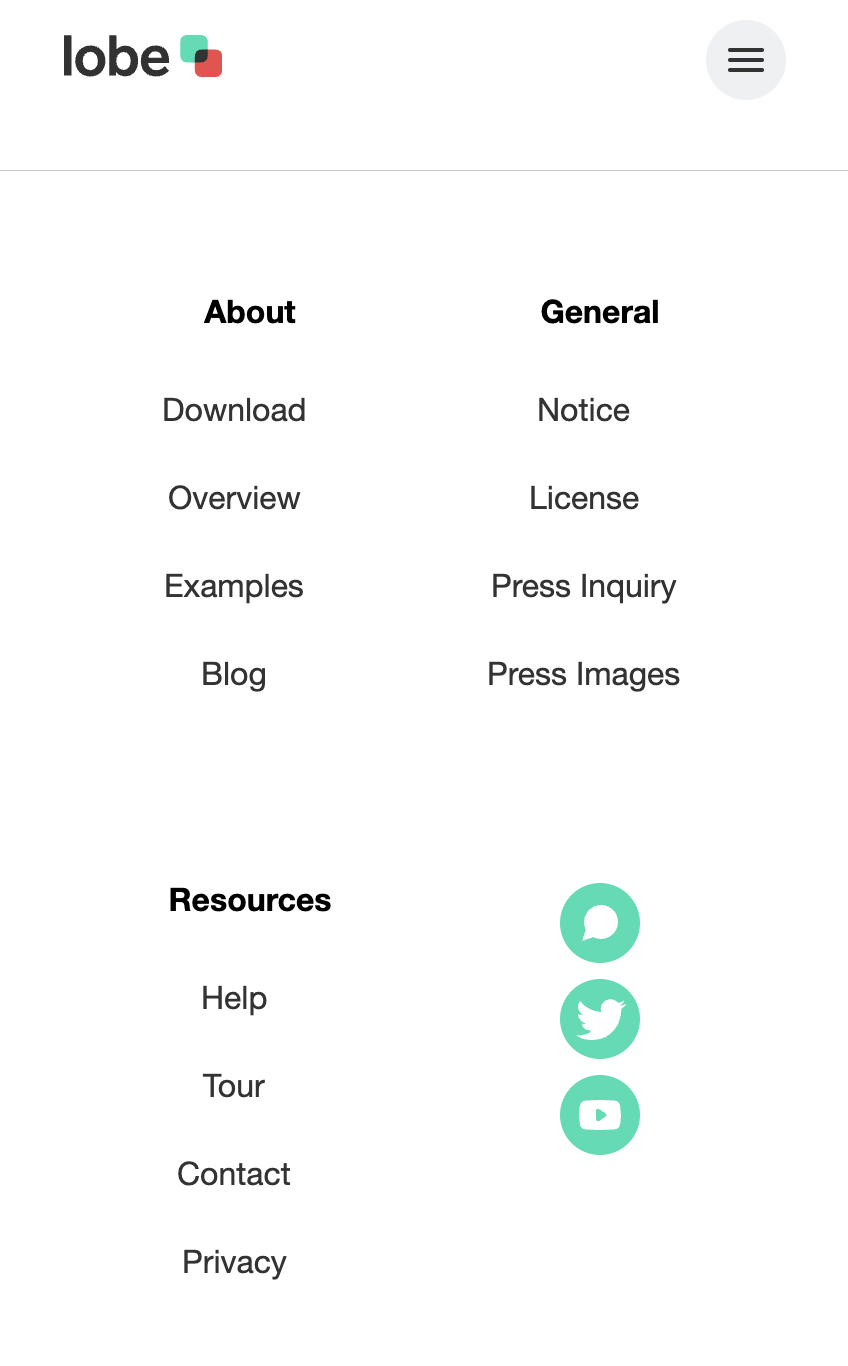 lobe
About
Download
Overview
Examples
Blog
General
Notice
License
Press Inquiry
Press Images
Resources
Help
Tour
Contact
Privacy